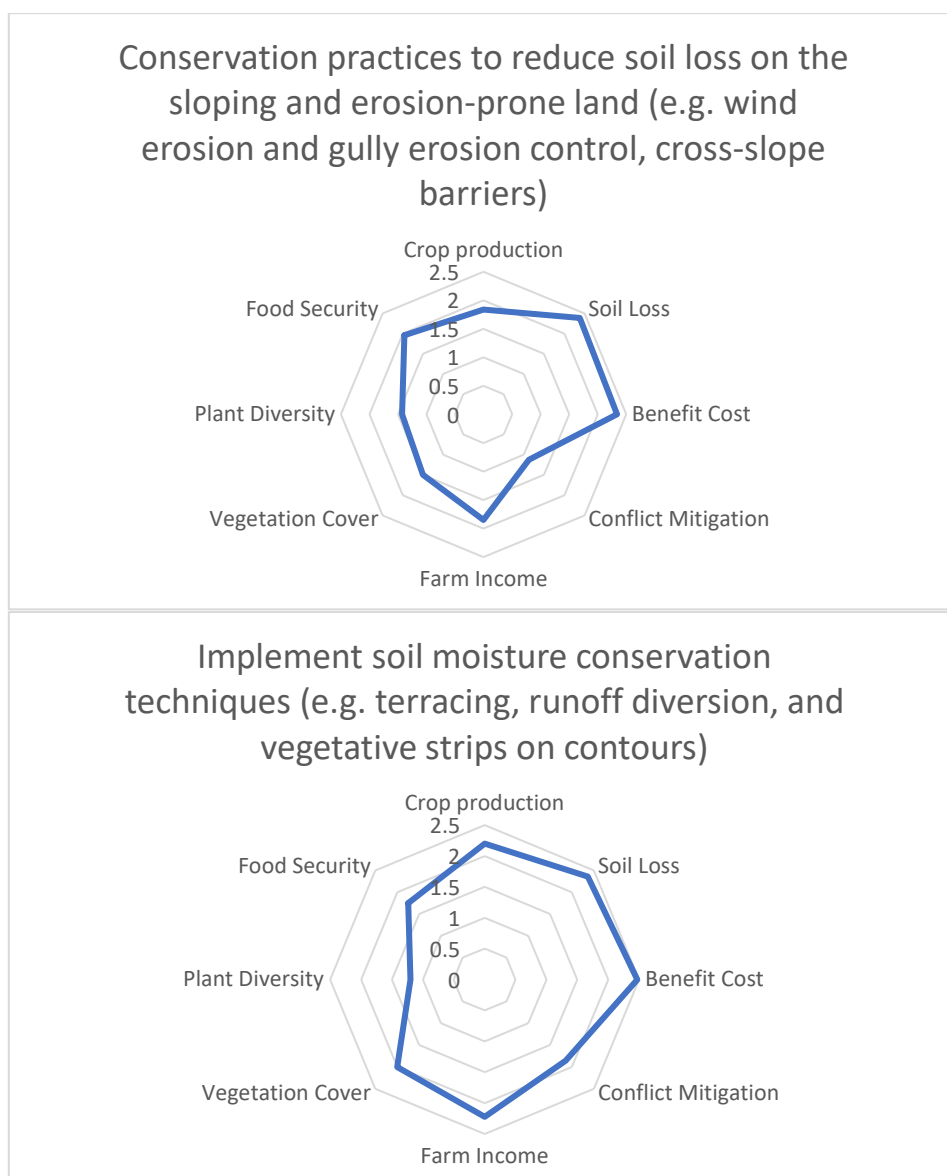 Conservation practices to reduce soil loss on the
sloping and erosion-prone land (e.g. wind
erosion and gully erosion control, cross-slope
barriers)
Crop production
2.5
Food Security
2
Soil Loss
1.5
1
0.5
Plant Diversity
0
Benefit Cost
Vegetation Cover
Conflict Mitigation
Farm Income
Implement soil moisture conservation
techniques (e.g. terracing, runoff diversion, and
vegetative strips on contours)
Crop production
2.5
Food Security
2
Soil Loss
1.5
1
0.5
Plant Diversity
0
Benefit Cost
Vegetation Cover
Conflict Mitigation
Farm Income